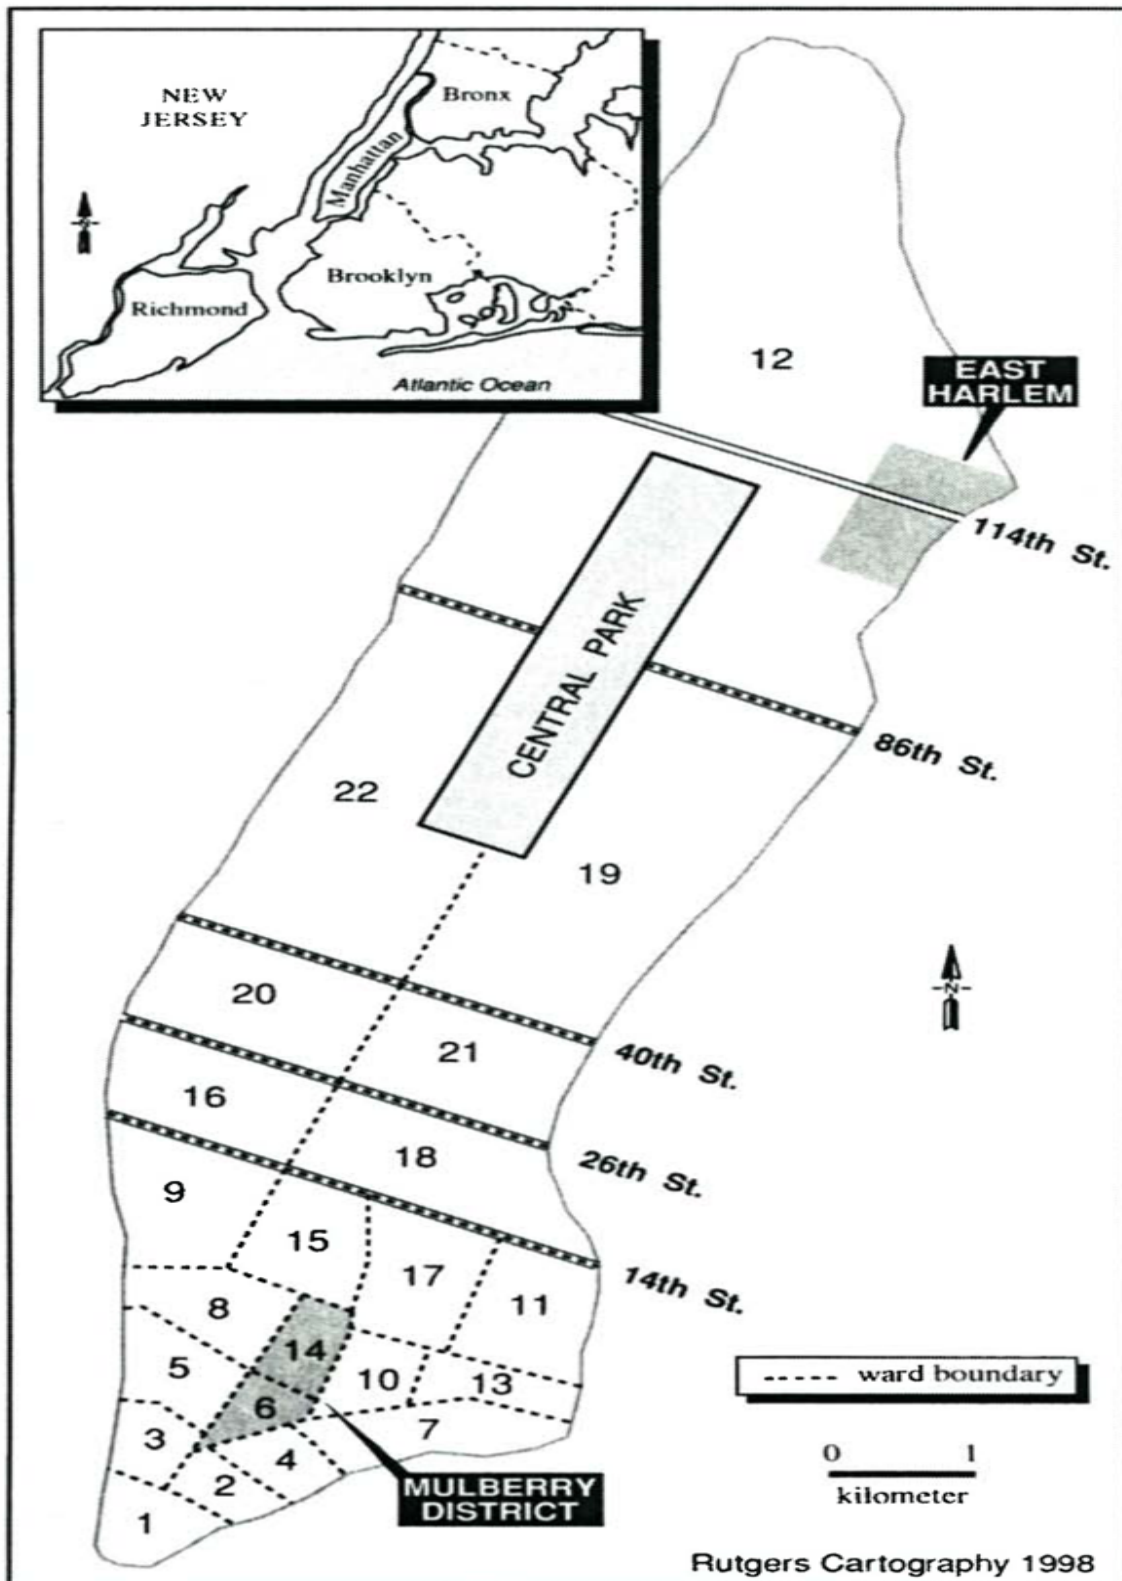 NEW
JERSEY
Bronx
Manhattan
Brooklyn
Richmond
N
Atlantic Ocean
12
EAST
HARLEM
114th St.
CENTRAL PARK
86th St.
22
19
N
20
21
40th St.
16
18
26th St.
9
15
17
11
14th St.
8
14
5
10
13
6
7
3
4
2
1
ward boundary
MULBERRY
DISTRICT
0 1
kilometer
Rutgers Cartography 1998